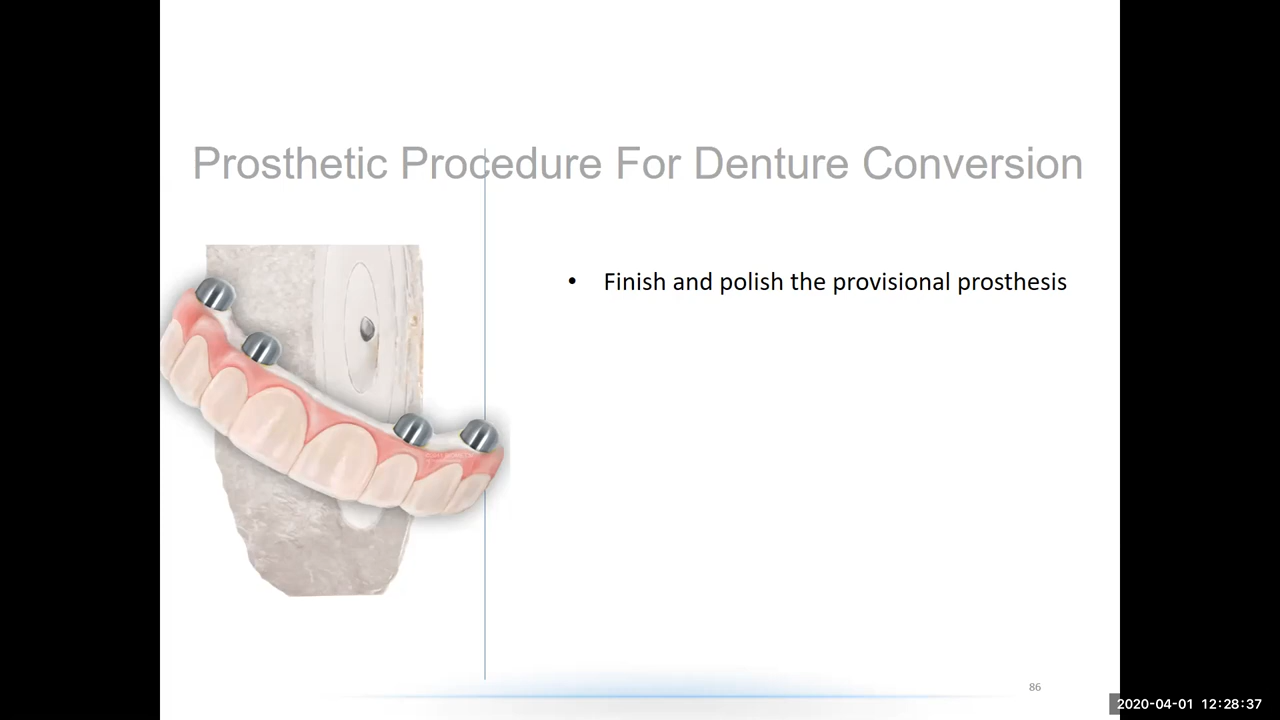 Prosthetic Procedure For Denture Conversion
• Finish and polish the provisional prosthesis
86
2020-04-01 12:28:37